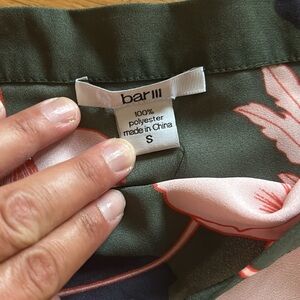 bar III
100%
polyester
made in China
S